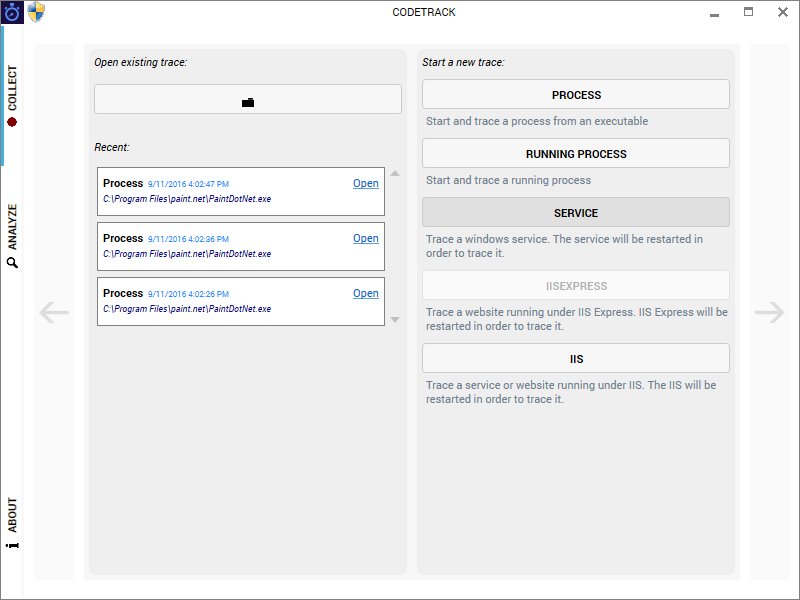 CODETRACK
COLLECT
ANALYZE
ABOUT
Open existing trace:
Recent:
Process 9/11/2016 4:02:47 PM Open
C:\Program Files\paint.net\PaintDotNet.exe
Process 9/11/2016 4:02:36 PM Open
C:\Program Files\paint.net\PaintDotNet.exe
Process 9/11/2016 4:02:26 PM Open
C:\Program Files\paint.net\PaintDotNet.exe
Start a new trace:
PROCESS
Start and trace a process from an executable
RUNNING PROCESS
Start and trace a running process
SERVICE
Trace a windows service. The service will be restarted in
order to trace it.
IISEXPRESS
Trace a website running under IIS Express. IIS Express will be
restarted in order to trace it.
IIS
Trace a service or website running under IIS. The IIS will be
restarted in order to trace it.